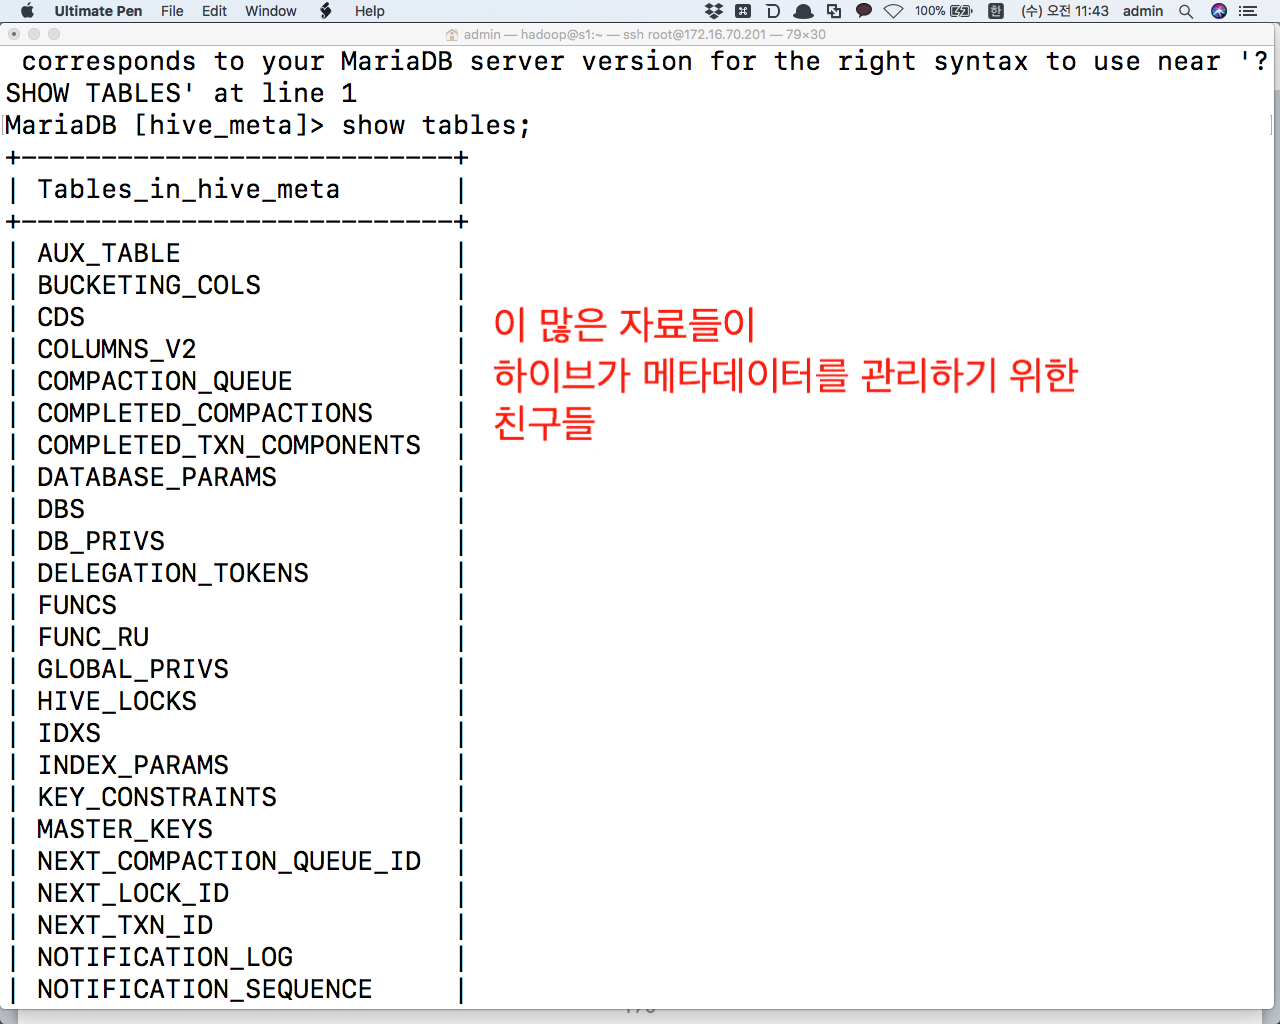 Ultimate Pen File Edit Window Help 100% 한 (수) 오전 11:43 admin
admin — hadoop@s1:~ — ssh root@172.16.70.201 — 79×30
corresponds to your MariaDB server version for the right syntax to use near '?
SHOW TABLES' at line 1
MariaDB [hive_meta]> show tables;
+---------------------------+
| Tables_in_hive_meta |
+---------------------------+
| AUX_TABLE |
| BUCKETING_COLS |
| CDS |
| COLUMNS_V2 |
| COMPACTION_QUEUE |
| COMPLETED_COMPACTIONS |
| COMPLETED_TXN_COMPONENTS |
| DATABASE_PARAMS |
| DBS |
| DB_PRIVS |
| DELEGATION_TOKENS |
| FUNCS |
| FUNC_RU |
| GLOBAL_PRIVS |
| HIVE_LOCKS |
| IDXS |
| INDEX_PARAMS |
| KEY_CONSTRAINTS |
| MASTER_KEYS |
| NEXT_COMPACTION_QUEUE_ID |
| NEXT_LOCK_ID |
| NEXT_TXN_ID |
| NOTIFICATION_LOG |
| NOTIFICATION_SEQUENCE |
이 많은 자료들이
하이브가 메타데이터를 관리하기 위한
친구들